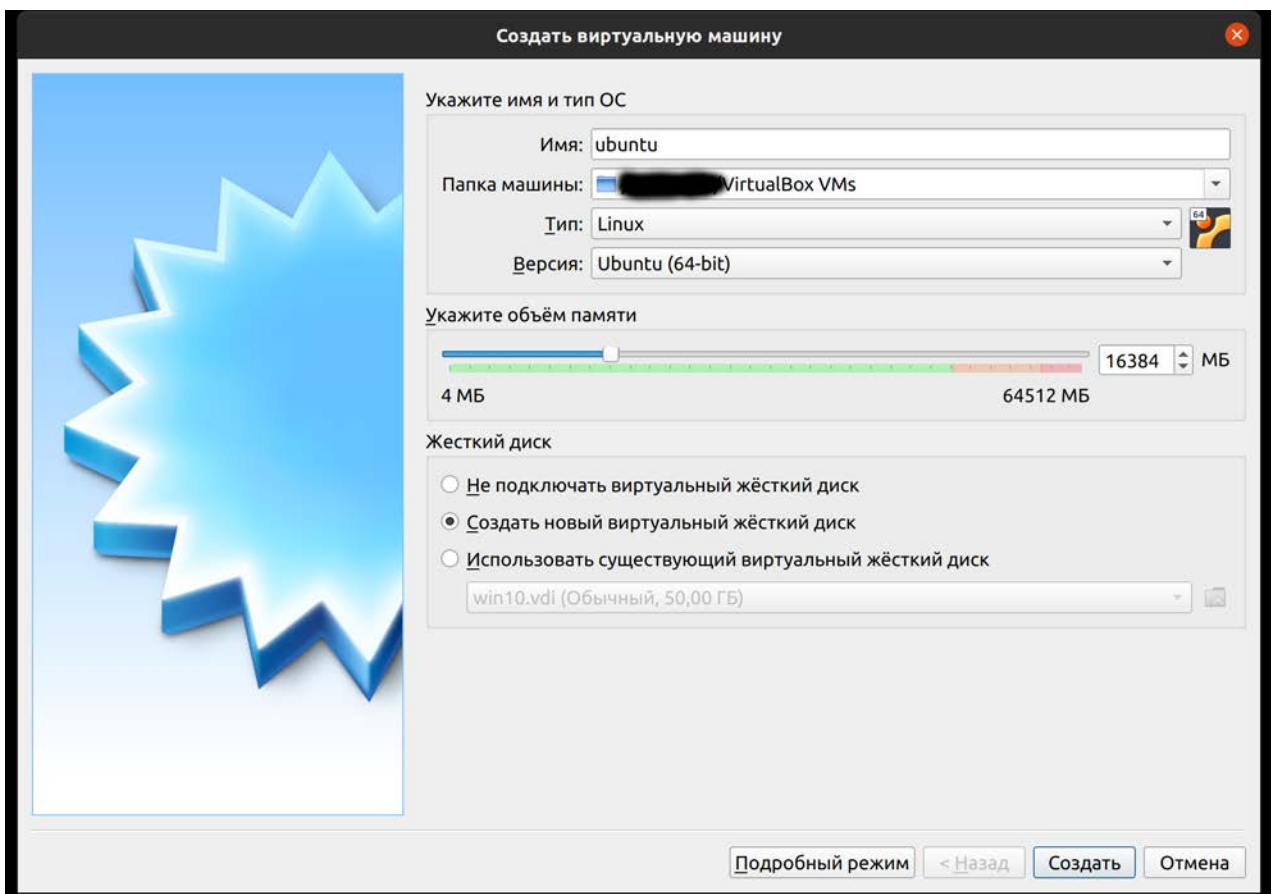 Создать виртуальную машину
Укажите имя и тип ОС
Имя: ubuntu
Папка машины: VirtualBox VMs
Тип: Linux
64
Версия: Ubuntu (64-bit)
Укажите объём памяти
16384 МБ
4 МБ 64512 МБ
Жесткий диск
Не подключать виртуальный жёсткий диск
Создать новый виртуальный жёсткий диск
Использовать существующий виртуальный жёсткий диск
win10.vdi (Обычный, 50,00 ГБ)
Подробный режим < Назад Создать Отмена